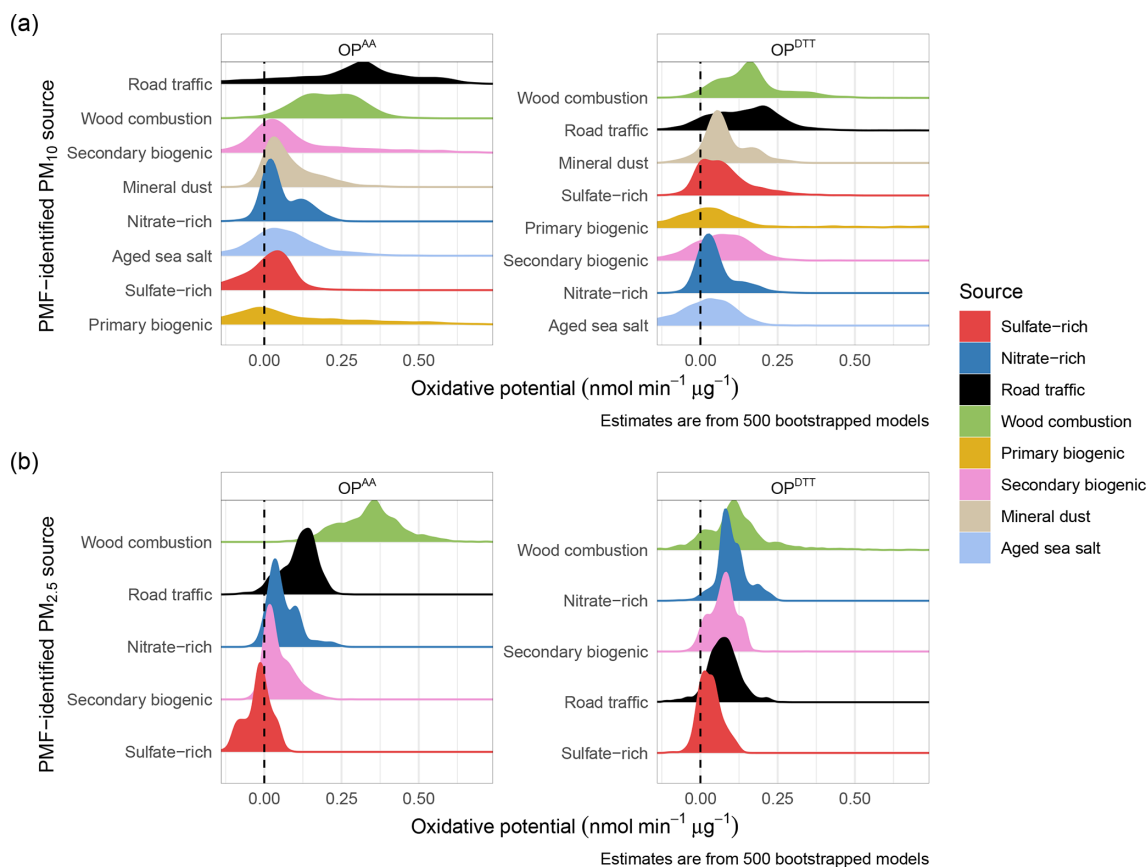 (a)
OP^AA
OP^DTT
PMF−identified PM10 source
Road traffic
Wood combustion
Secondary biogenic
Mineral dust
Nitrate−rich
Aged sea salt
Sulfate−rich
Primary biogenic
Wood combustion
Road traffic
Mineral dust
Sulfate−rich
Primary biogenic
Secondary biogenic
Nitrate−rich
Aged sea salt
0.00 0.25 0.50
0.00 0.25 0.50
Oxidative potential (nmol min−1 μg−1)
Estimates are from 500 bootstrapped models
(b)
OP^AA
OP^DTT
PMF−identified PM2.5 source
Wood combustion
Road traffic
Nitrate−rich
Secondary biogenic
Sulfate−rich
Wood combustion
Nitrate−rich
Secondary biogenic
Road traffic
Sulfate−rich
0.00 0.25 0.50
0.00 0.25 0.50
Oxidative potential (nmol min−1 μg−1)
Estimates are from 500 bootstrapped models
Source
Sulfate−rich
Nitrate−rich
Road traffic
Wood combustion
Primary biogenic
Secondary biogenic
Mineral dust
Aged sea salt